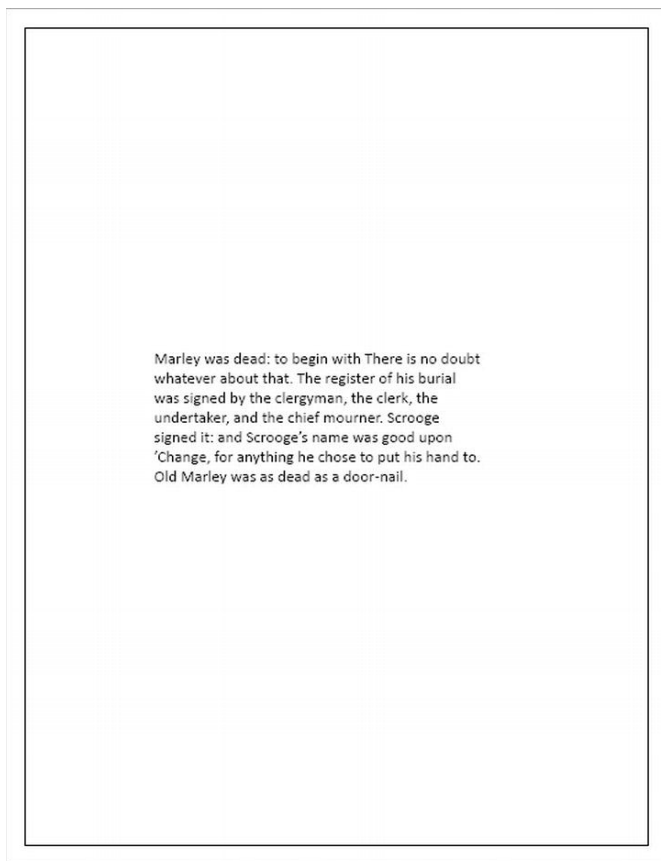 Marley was dead: to begin with There is no doubt
whatever about that. The register of his burial
was signed by the clergyman, the clerk, the
undertaker, and the chief mourner. Scrooge
signed it: and Scrooge’s name was good upon
’Change, for anything he chose to put his hand to.
Old Marley was as dead as a door-nail.